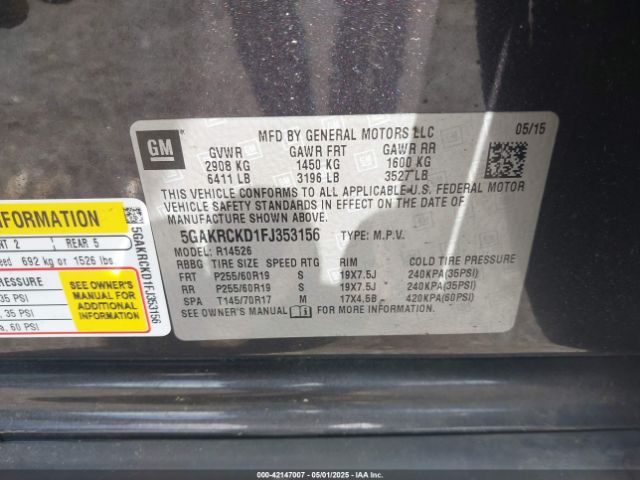 GM
MFD BY GENERAL MOTORS LLC 05/15
GVWR GAWR FRT GAWR RR
2908 KG 1450 KG 1600 KG
6411 LB 3196 LB 3527 LB
THIS VEHICLE CONFORMS TO ALL APPLICABLE U.S. FEDERAL MOTOR
VEHICLE SAFETY STANDARDS IN EFFECT ON THE DATE OF
MANUFACTURE SHOWN ABOVE.
5GAKRCKD1FJ353156 TYPE: M.P.V.
MODEL: R14526
RBBG TIRE SIZE SPEED RTG RIM COLD TIRE PRESSURE
FRT P255/60R19 S 19X7.5J 240KPA(35PSI)
RR P255/60R19 S 19X7.5J 240KPA(35PSI)
SPA T145/70R17 M 17X4.5B 420KPA(60PSI)
SEE OWNER'S MANUAL FOR MORE INFORMATION.
INFORMATION
2 REAR 5
692 kg or 1526 lbs
PRESSURE
35 PSI
35 PSI
60 PSI
SEE OWNER'S
MANUAL FOR
ADDITIONAL
INFORMATION
5GAKRCKD1FJ353156
000-42147007 - 05/01/2025 - IAAI.COM